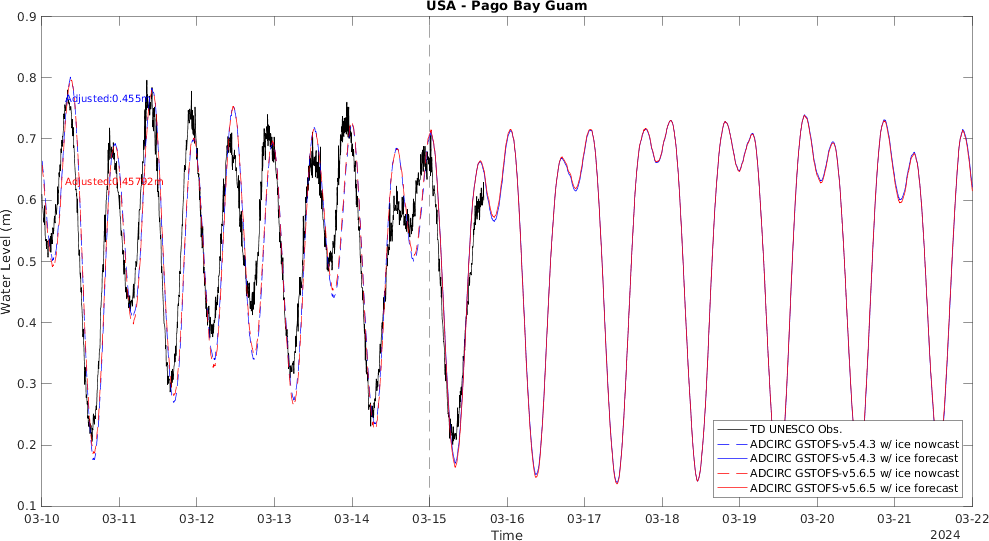 USA - Pago Bay Guam
0.9
0.8
0.7
0.6
0.5
0.4
0.3
0.2
0.1
Water Level (m)
Adjusted:0.455m
Adjusted:0.45792m
TD UNESCO Obs.
ADCIRC GSTOFS-v5.4.3 w/ ice nowcast
ADCIRC GSTOFS-v5.4.3 w/ ice forecast
ADCIRC GSTOFS-v5.6.5 w/ ice nowcast
ADCIRC GSTOFS-v5.6.5 w/ ice forecast
03-10 03-11 03-12 03-13 03-14 03-15 03-16 03-17 03-18 03-19 03-20 03-21 03-22
Time
2024